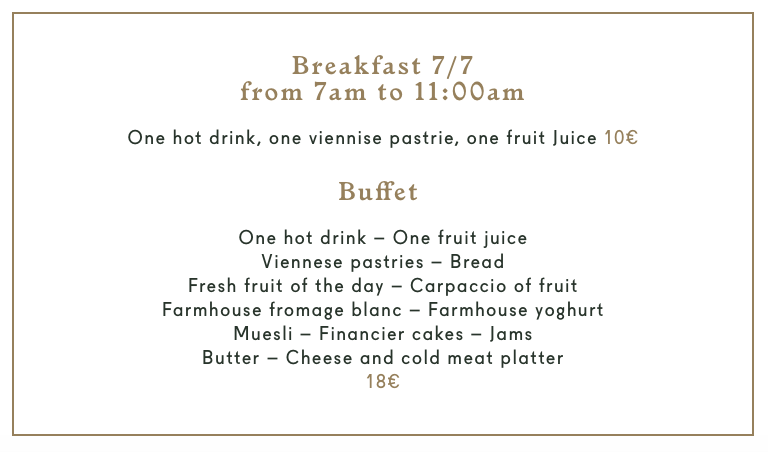 Breakfast 7/7
from 7am to 11:00am
One hot drink, one viennise pastrie, one fruit Juice 10€
Buffet
One hot drink – One fruit juice
Viennese pastries – Bread
Fresh fruit of the day – Carpaccio of fruit
Farmhouse fromage blanc – Farmhouse yoghurt
Muesli – Financier cakes – Jams
Butter – Cheese and cold meat platter
18€